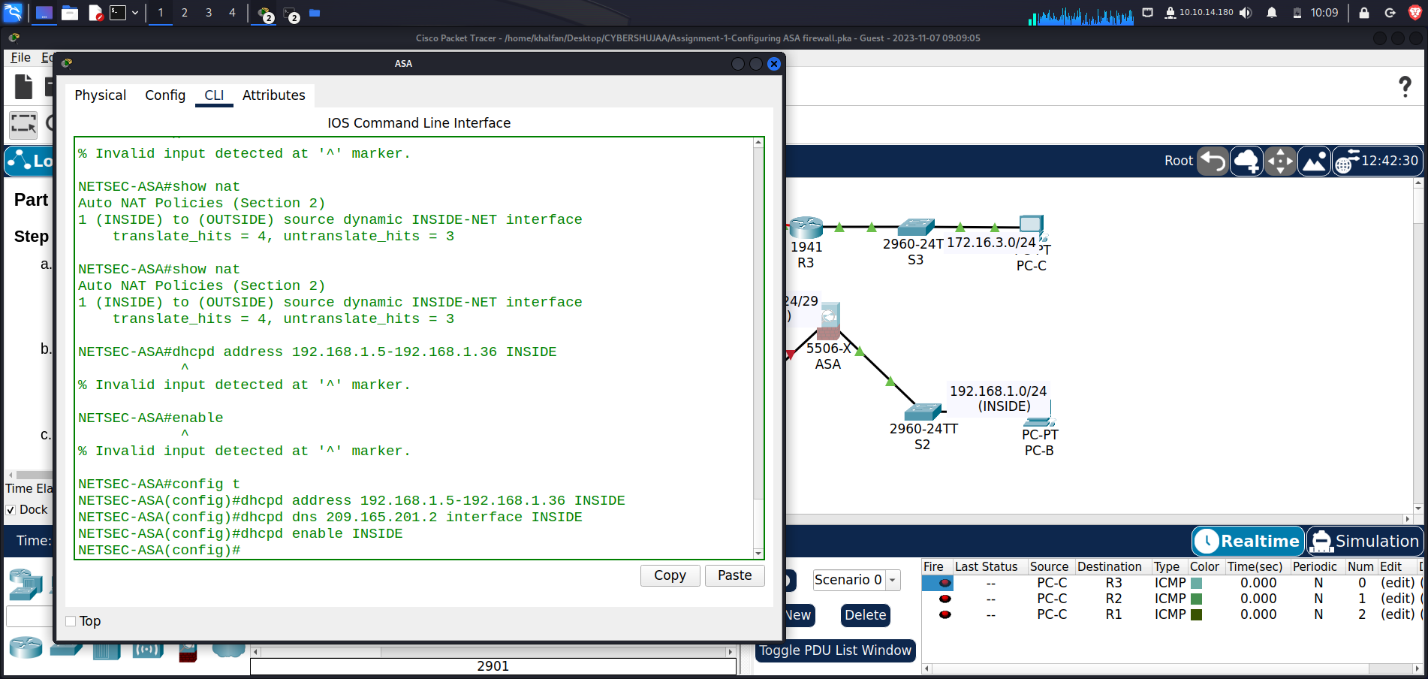 1 2 3 4 2 2 10.10.14.180 10:09
Cisco Packet Tracer - /home/khalfan/Desktop/CYBERSHUJAA/Assignment-1-Configuring ASA firewall.pka - Guest - 2023-11-07 09:09:05
File
ASA
Physical Config CLI Attributes
IOS Command Line Interface
% Invalid input detected at '^' marker.
NETSEC-ASA#show nat
Auto NAT Policies (Section 2)
1 (INSIDE) to (OUTSIDE) source dynamic INSIDE-NET interface
translate_hits = 4, untranslate_hits = 3
NETSEC-ASA#show nat
Auto NAT Policies (Section 2)
1 (INSIDE) to (OUTSIDE) source dynamic INSIDE-NET interface
translate_hits = 4, untranslate_hits = 3
NETSEC-ASA#dhcpd address 192.168.1.5-192.168.1.36 INSIDE
^
% Invalid input detected at '^' marker.
NETSEC-ASA#enable
^
% Invalid input detected at '^' marker.
NETSEC-ASA#config t
NETSEC-ASA(config)#dhcpd address 192.168.1.5-192.168.1.36 INSIDE
NETSEC-ASA(config)#dhcpd dns 209.165.201.2 interface INSIDE
NETSEC-ASA(config)#dhcpd enable INSIDE
NETSEC-ASA(config)#
Copy Paste
Top
?
Root 12:42:30
Part
Step
a.
b.
c.
Time Ela
Dock
Time:
1941
R3
2960-24T
S3
172.16.3.0/24
PC-C
24/29
)
5506-X
ASA
192.168.1.0/24
(INSIDE)
2960-24TT
S2
PC-PT
PC-B
Realtime Simulation
Scenario 0
New Delete
Toggle PDU List Window
Fire Last Status Source Destination Type Color Time(sec) Periodic Num Edit
-- PC-C R3 ICMP 0.000 N 0 (edit)
-- PC-C R2 ICMP 0.000 N 1 (edit)
-- PC-C R1 ICMP 0.000 N 2 (edit)
2901